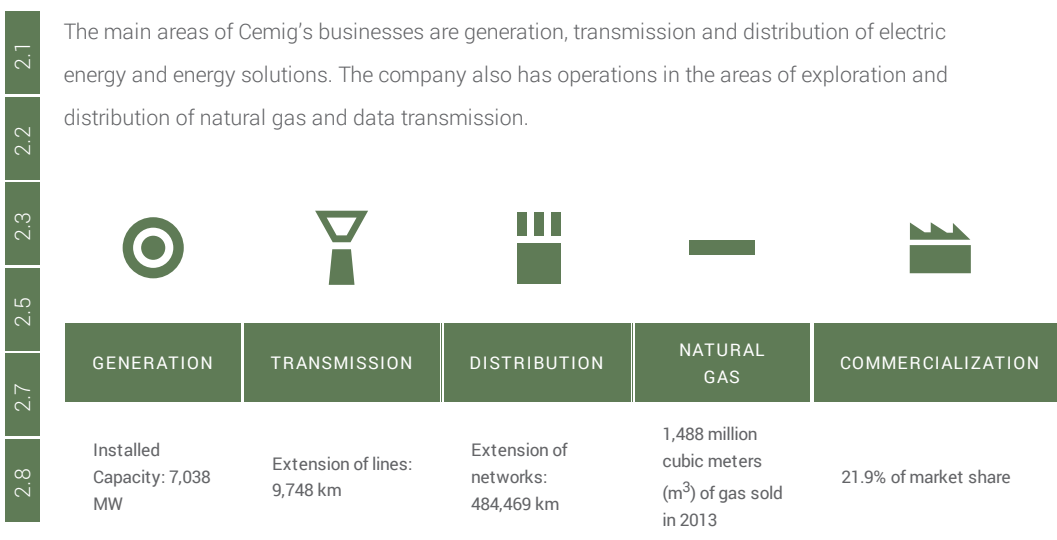 The main areas of Cemig’s businesses are generation, transmission and distribution of electric
energy and energy solutions. The company also has operations in the areas of exploration and
distribution of natural gas and data transmission.
2.1
2.2
2.3
2.5
2.7
2.8
GENERATION
TRANSMISSION
DISTRIBUTION
NATURAL
GAS
COMMERCIALIZATION
Installed
Capacity: 7,038
MW
Extension of lines:
9,748 km
Extension of
networks:
484,469 km
1,488 million
cubic meters
(m³) of gas sold
in 2013
21.9% of market share